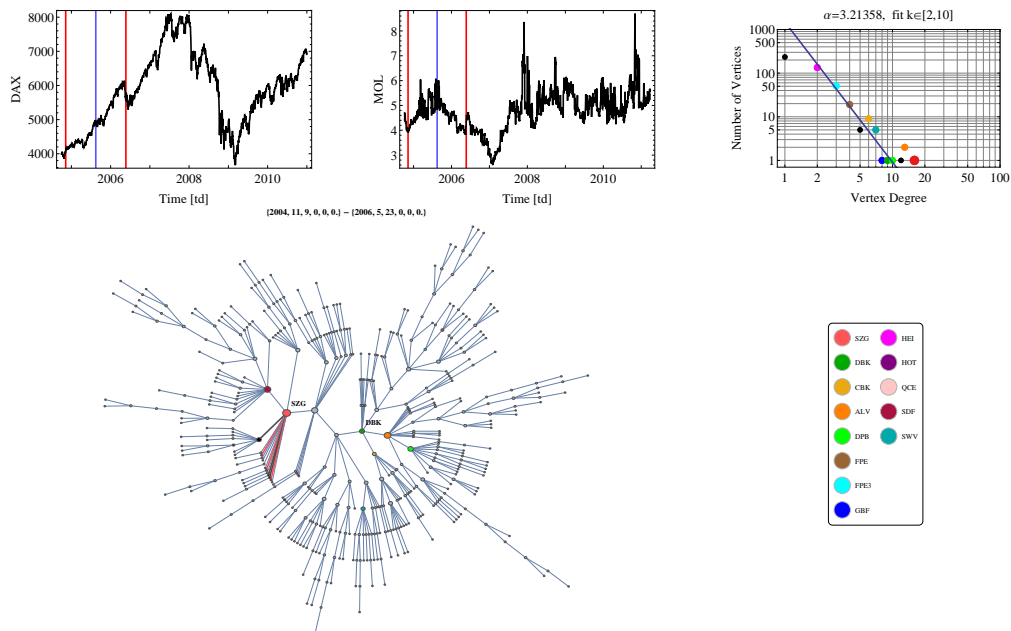 8000
7000
6000
5000
4000
DAX
2006
2008
2010
Time [td]
8
7
6
5
4
3
MOL
2006
2008
2010
Time [td]
α=3.21358, fit k∈[2,10]
1000
500
100
50
10
5
1
Number of Vertices
1
2
5
10
20
50
100
Vertex Degree
{2004, 11, 9, 0, 0, 0.} – {2006, 5, 23, 0, 0, 0.}
SZG
DBK
SZG
HEI
DBK
HOT
CBK
QCE
ALV
SDF
DPB
SWV
FPE
FPE3
GBF